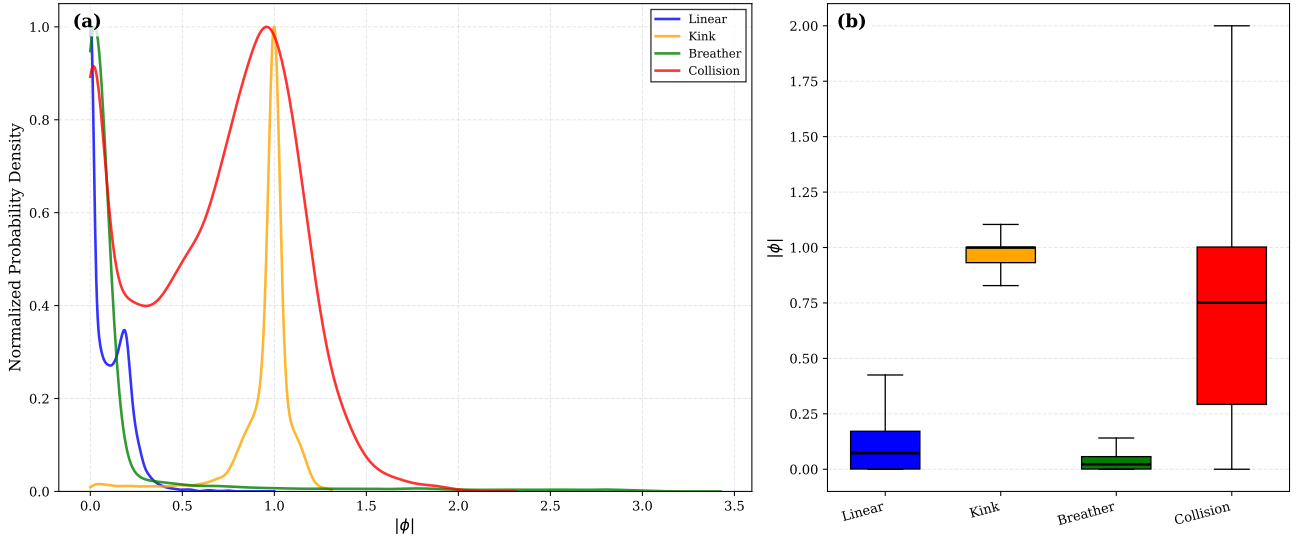 (a)
Linear
Kink
Breather
Collision
Normalized Probability Density
1.0
0.8
0.6
0.4
0.2
0.0
0.0
0.5
1.0
1.5
2.0
2.5
3.0
3.5
|ϕ|
(b)
|ϕ|
2.00
1.75
1.50
1.25
1.00
0.75
0.50
0.25
0.00
Linear
Kink
Breather
Collision